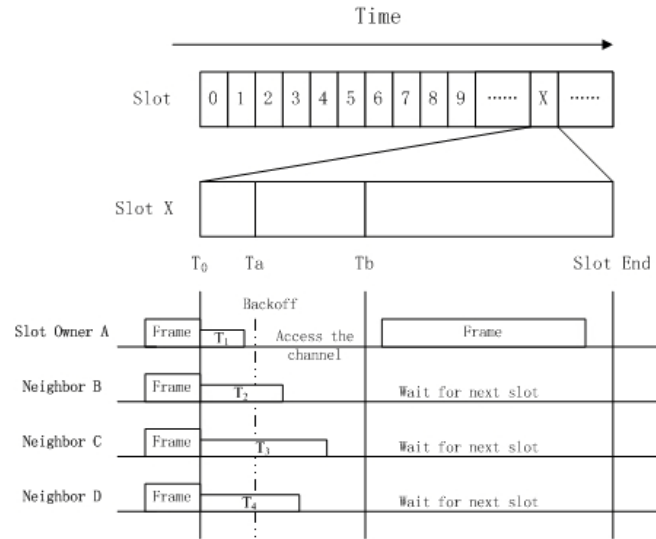 Time
Slot 0 1 2 3 4 5 6 7 8 9 …… X ……
Slot X
T₀ Ta Tb Slot End
Backoff
Slot Owner A Frame T₁ Access the channel Frame
Neighbor B Frame T₂ Wait for next slot
Neighbor C Frame T₃ Wait for next slot
Neighbor D Frame T₄ Wait for next slot